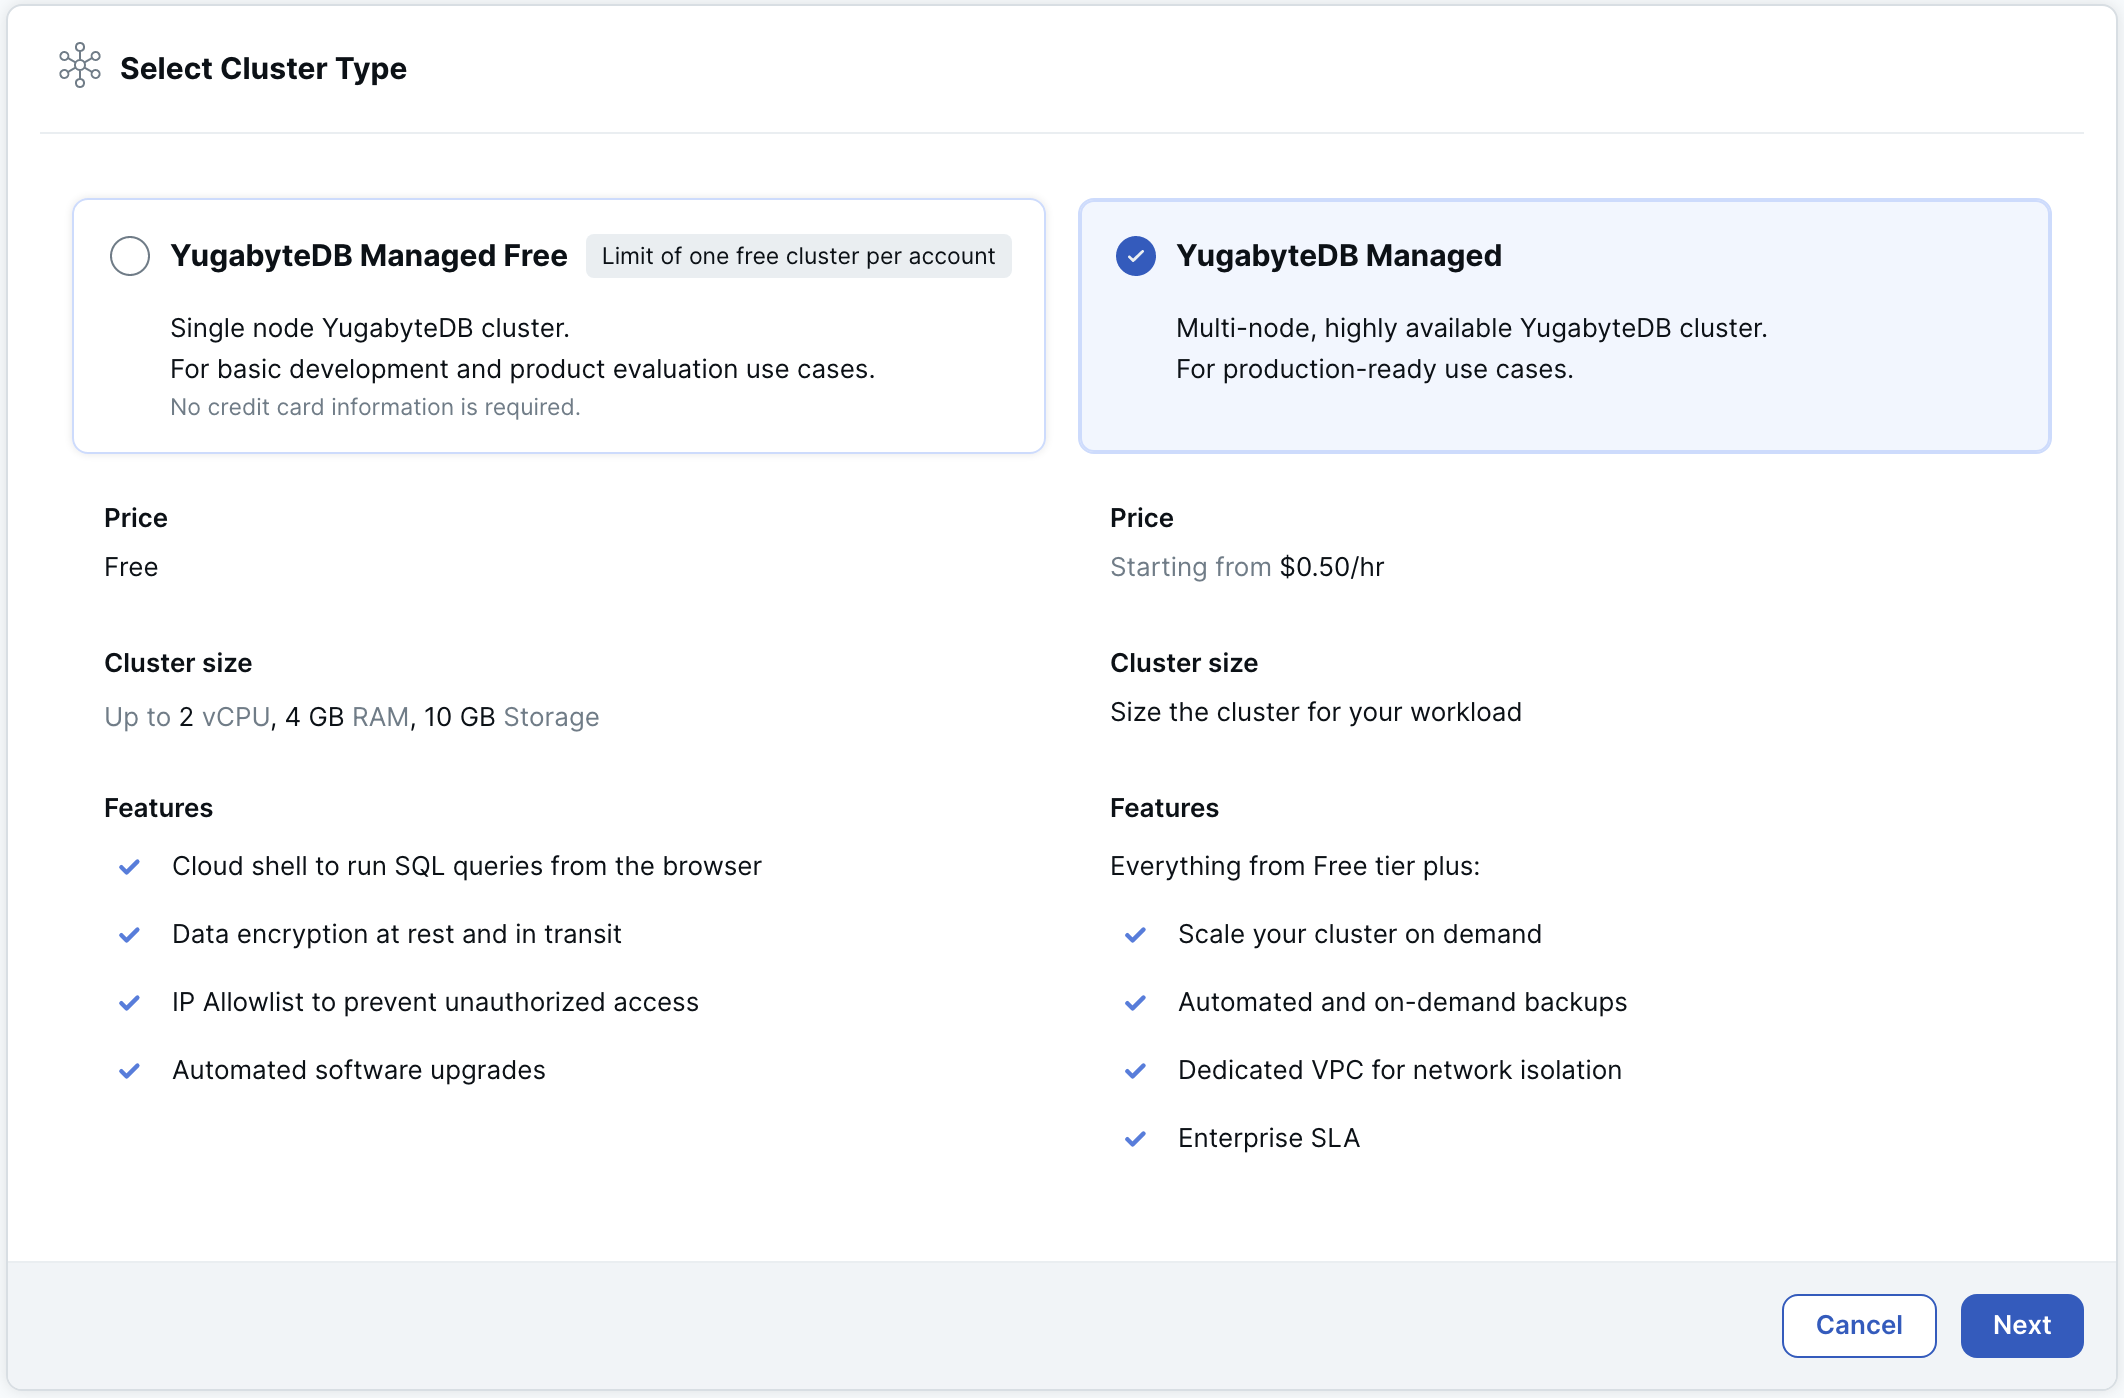 Select Cluster Type
YugabyteDB Managed Free
Limit of one free cluster per account
Single node YugabyteDB cluster.
For basic development and product evaluation use cases.
No credit card information is required.
Price
Free
Cluster size
Up to 2 vCPU, 4 GB RAM, 10 GB Storage
Features
Cloud shell to run SQL queries from the browser
Data encryption at rest and in transit
IP Allowlist to prevent unauthorized access
Automated software upgrades
YugabyteDB Managed
Multi-node, highly available YugabyteDB cluster.
For production-ready use cases.
Price
Starting from $0.50/hr
Cluster size
Size the cluster for your workload
Features
Everything from Free tier plus:
Scale your cluster on demand
Automated and on-demand backups
Dedicated VPC for network isolation
Enterprise SLA
Cancel
Next